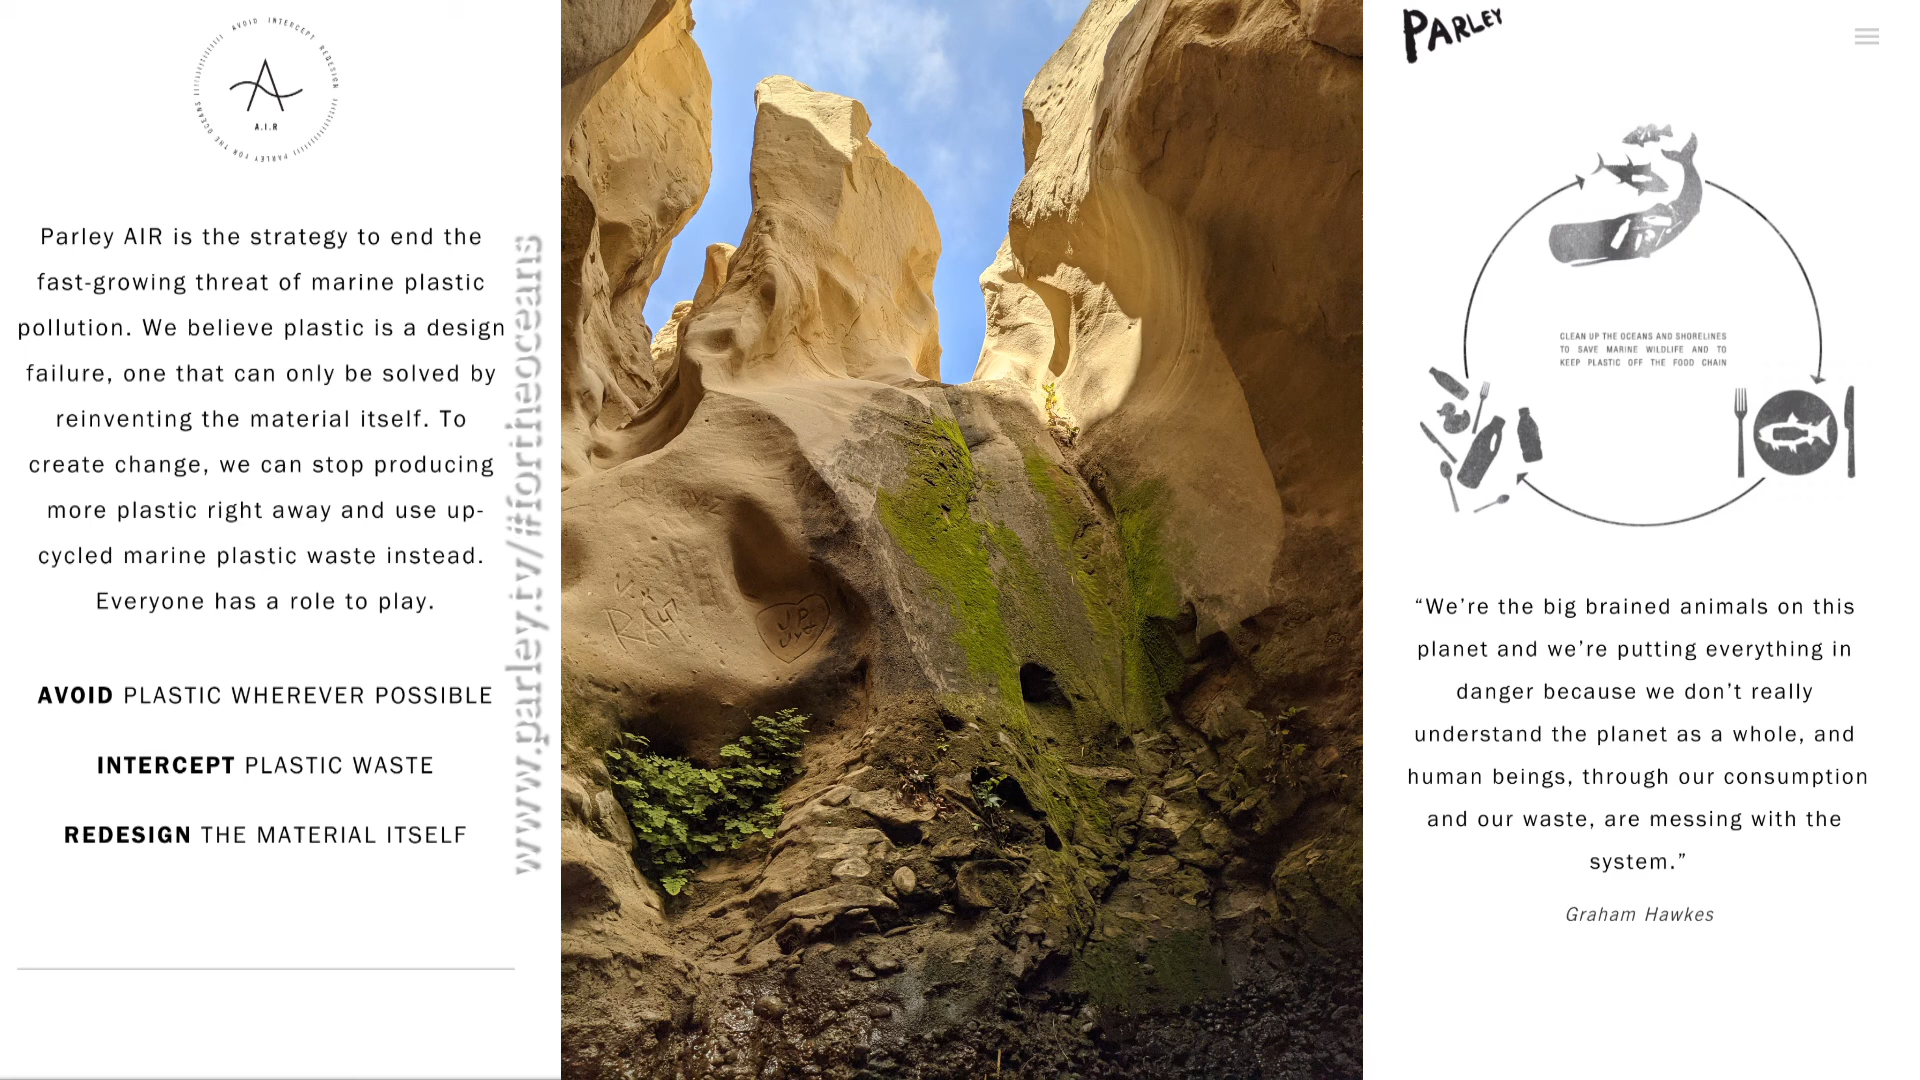 AVOID INTERCEPT REDESIGN
PARLEY FOR THE OCEANS
A.I.R
Parley AIR is the strategy to end the
fast-growing threat of marine plastic
pollution. We believe plastic is a design
failure, one that can only be solved by
reinventing the material itself. To
create change, we can stop producing
more plastic right away and use up-
cycled marine plastic waste instead.
Everyone has a role to play.
AVOID PLASTIC WHEREVER POSSIBLE
INTERCEPT PLASTIC WASTE
REDESIGN THE MATERIAL ITSELF
www.parley.tv/#fortheoceans
PARLEY
CLEAN UP THE OCEANS AND SHORELINES
TO SAVE MARINE WILDLIFE AND TO
KEEP PLASTIC OFF THE FOOD CHAIN
“We’re the big brained animals on this
planet and we’re putting everything in
danger because we don’t really
understand the planet as a whole, and
human beings, through our consumption
and our waste, are messing with the
system.”
Graham Hawkes